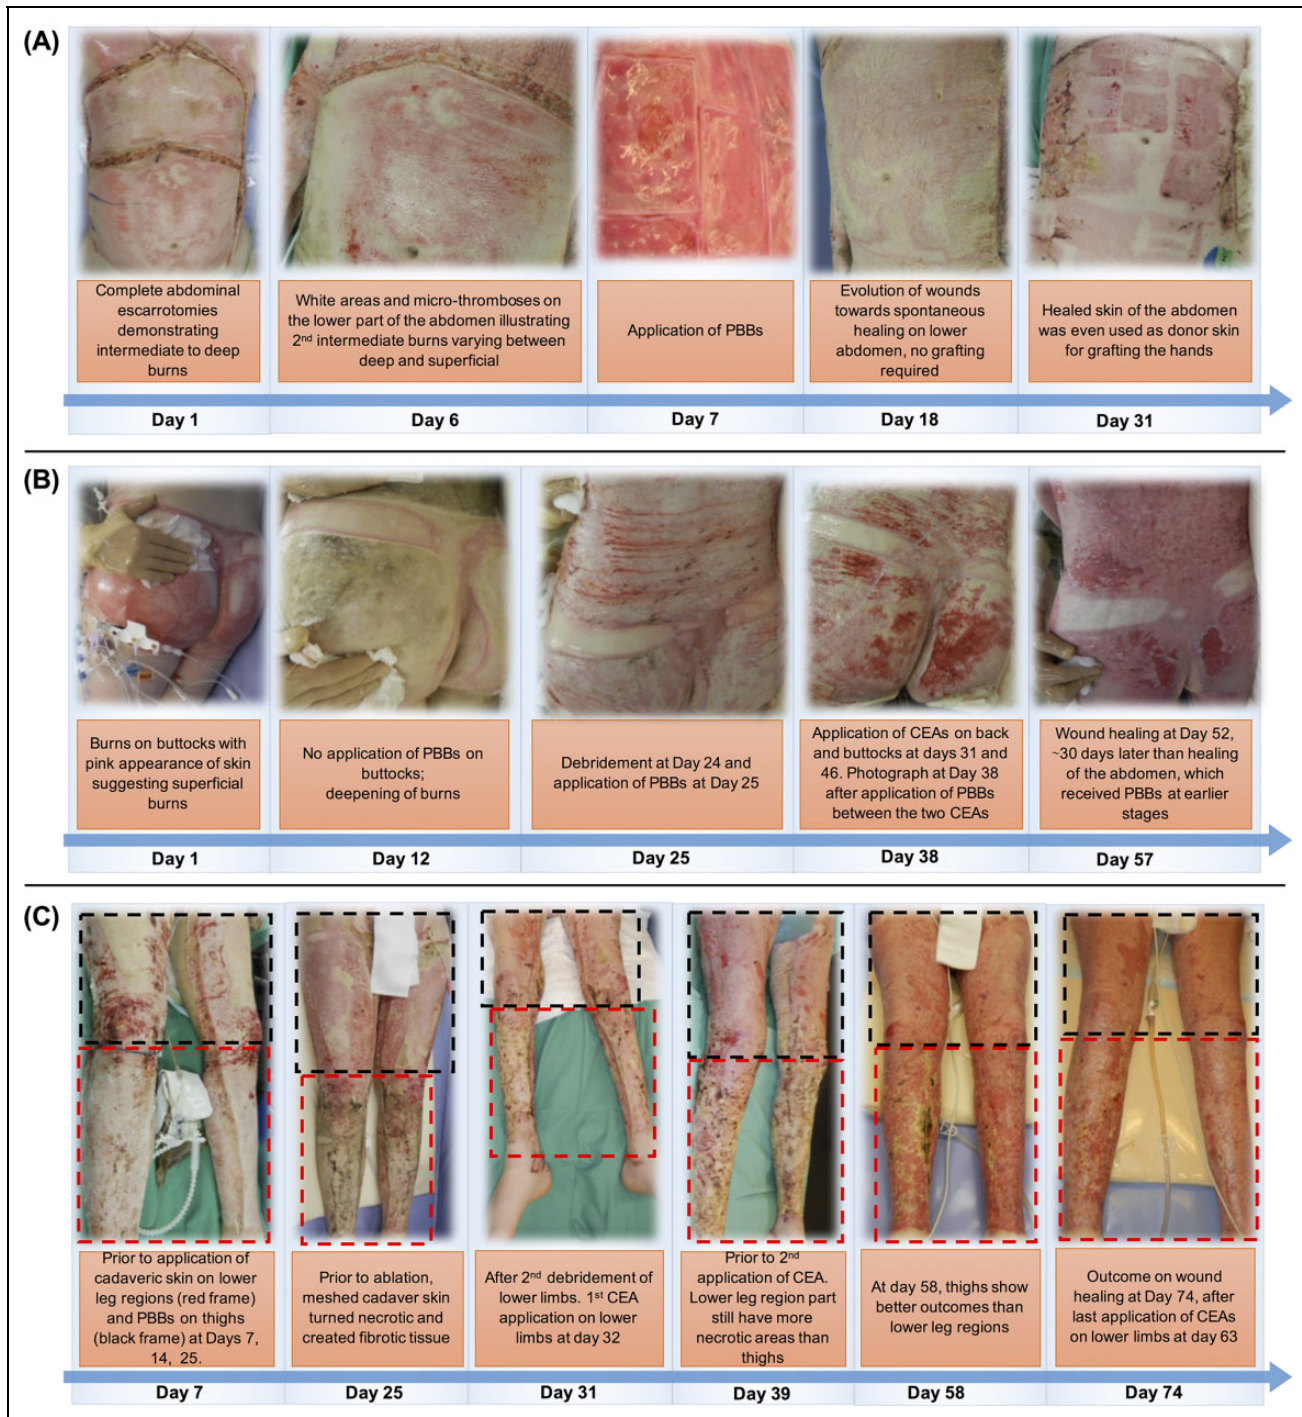 (A)
Complete abdominal
escarrotomies
demonstrating
intermediate to deep
burns
White areas and micro-thromboses on
the lower part of the abdomen illustrating
2nd intermediate burns varying between
deep and superficial
Application of PBBs
Evolution of wounds
towards spontaneous
healing on lower
abdomen, no grafting
required
Healed skin of the abdomen
was even used as donor skin
for grafting the hands
Day 1
Day 6
Day 7
Day 18
Day 31
(B)
Burns on buttocks with
pink appearance of skin
suggesting superficial
burns
No application of PBBs on
buttocks;
deepening of burns
Debridement at Day 24 and
application of PBBs at Day 25
Application of CEAs on back
and buttocks at days 31 and
46. Photograph at Day 38
after application of PBBs
between the two CEAs
Wound healing at Day 52,
~30 days later than healing
of the abdomen, which
received PBBs at earlier
stages
Day 1
Day 12
Day 25
Day 38
Day 57
(C)
Prior to application of
cadaveric skin on lower
leg regions (red frame)
and PBBs on thighs
(black frame) at Days 7,
14, 25.
Prior to ablation,
meshed cadaver skin
turned necrotic and
created fibrotic tissue
After 2nd debridement of
lower limbs. 1st CEA
application on lower
limbs at day 32
Prior to 2nd
application of CEA.
Lower leg region part
still have more
necrotic areas than
thighs
At day 58, thighs show
better outcomes than
lower leg regions
Outcome on wound
healing at Day 74, after
last application of CEAs
on lower limbs at day 63
Day 7
Day 25
Day 31
Day 39
Day 58
Day 74